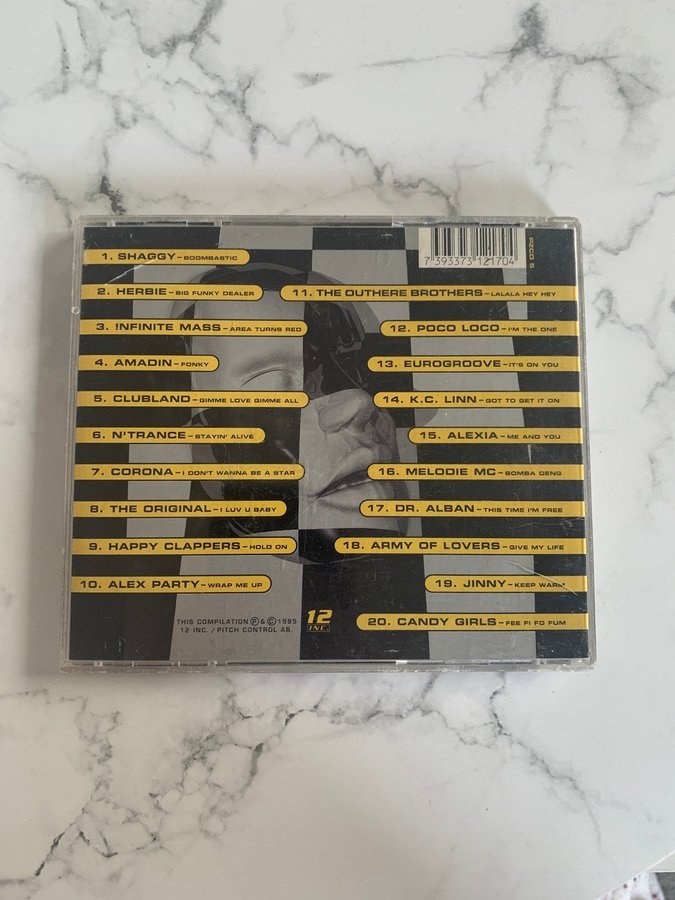 1. SHAGGY – BOOMBASTIC
2. HERBIE – BIG FUNKY DEALER
3. !NFINITE MASS – AREA TURNS RED
4. AMADIN – FONKY
5. CLUBLAND – GIMME LOVE GIMME ALL
6. N'TRANCE – STAYIN' ALIVE
7. CORONA – I DON'T WANNA BE A STAR
8. THE ORIGINAL – I LUV U BABY
9. HAPPY CLAPPERS – HOLD ON
10. ALEX PARTY – WRAP ME UP
THIS COMPILATION Ⓟ & © 1995
12 INC. / PITCH CONTROL AB.
12
INC.
7 393373 121704
P2CD 5
11. THE OUTHERE BROTHERS – LALALA HEY HEY
12. POCO LOCO – I'M THE ONE
13. EUROGROOVE – IT'S ON YOU
14. K.C. LINN – GOT TO GET IT ON
15. ALEXIA – ME AND YOU
16. MELODIE MC – BOMBA DENG
17. DR. ALBAN – THIS TIME I'M FREE
18. ARMY OF LOVERS – GIVE MY LIFE
19. JINNY – KEEP WARM
20. CANDY GIRLS – FEE FI FO FUM